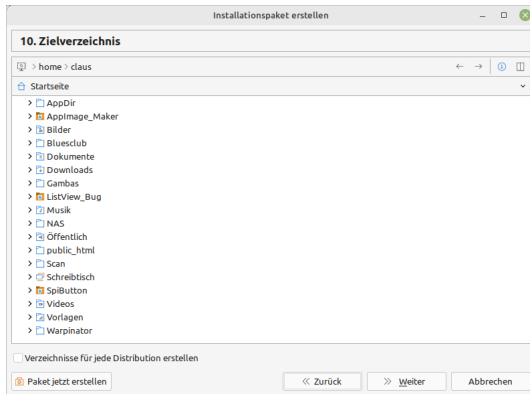 Installationspaket erstellen
10. Zielverzeichnis
> home > claus
Startseite
AppDir
AppImage_Maker
Bilder
Bluesclub
Dokumente
Downloads
Gambas
ListView_Bug
Musik
NAS
Öffentlich
public_html
Scan
Schreibtisch
SpiButton
Videos
Vorlagen
Warpinator
Verzeichnisse für jede Distribution erstellen
Paket jetzt erstellen
Zurück
Weiter
Abbrechen